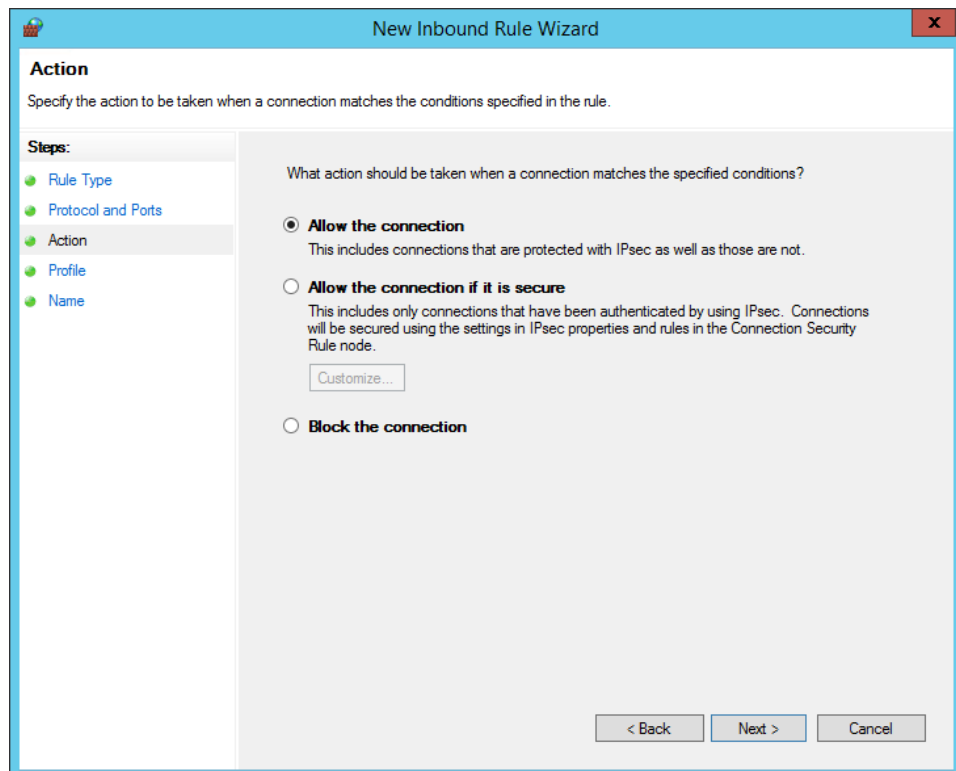 New Inbound Rule Wizard
x
Action
Specify the action to be taken when a connection matches the conditions specified in the rule.
Steps:
Rule Type
Protocol and Ports
Action
Profile
Name
What action should be taken when a connection matches the specified conditions?
Allow the connection
This includes connections that are protected with IPsec as well as those are not.
Allow the connection if it is secure
This includes only connections that have been authenticated by using IPsec. Connections
will be secured using the settings in IPsec properties and rules in the Connection Security
Rule node.
Customize...
Block the connection
< Back
Next >
Cancel